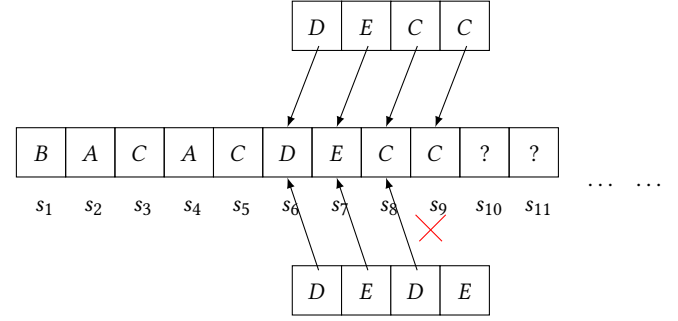 D E C C
B A C A C D E C C ? ?
s1 s2 s3 s4 s5 s6 s7 s8 s9 s10 s11 ... ...
D E D E